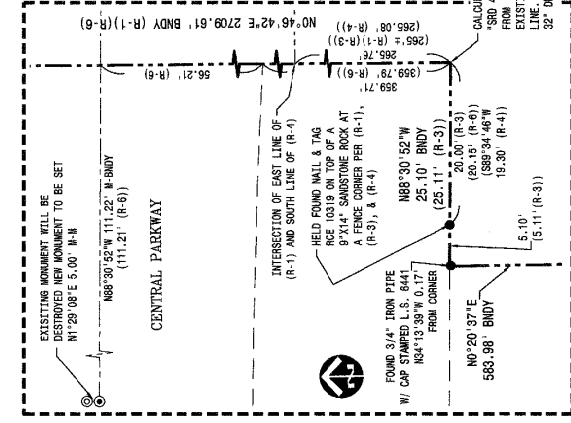 N0°46'42"E 2709.61' BNDY (R-1)(R-6)
56.21' (R-6)
(265.08' (R-4))
(265'± (R-1)(R-3))
265.76'
(359.79' (R-6))
359.71'
EXISITING MONUMENT WILL BE
DESTROYED NEW MONUMENT TO BE SET
N1°29'08"E 5.00' M-M
N88°30'52"W 111.22' M-BNDY
(111.21' (R-6))
CENTRAL PARKWAY
INTERSECTION OF EAST LINE OF
(R-1) AND SOUTH LINE OF (R-4)
HELD FOUND NAIL & TAG
RCE 10319 ON TOP OF A
9"X14" SANDSTONE ROCK AT
A FENCE CORNER PER (R-1),
(R-3), & (R-4)
FOUND 3/4" IRON PIPE
W/ CAP STAMPED L.S. 8441
N34°13'39"W 0.17'
FROM CORNER
N88°30'52"W
25.10' BNDY
(25.11' (R-3))
20.00' (R-3)
(20.15' (R-6))
(S89°34'46"W
19.30' (R-4))
5.10'
(5.11' (R-3))
N0°20'37"E
583.98' BNDY
CALCU
"SRD
FROM
EXIST
LINE.
32"